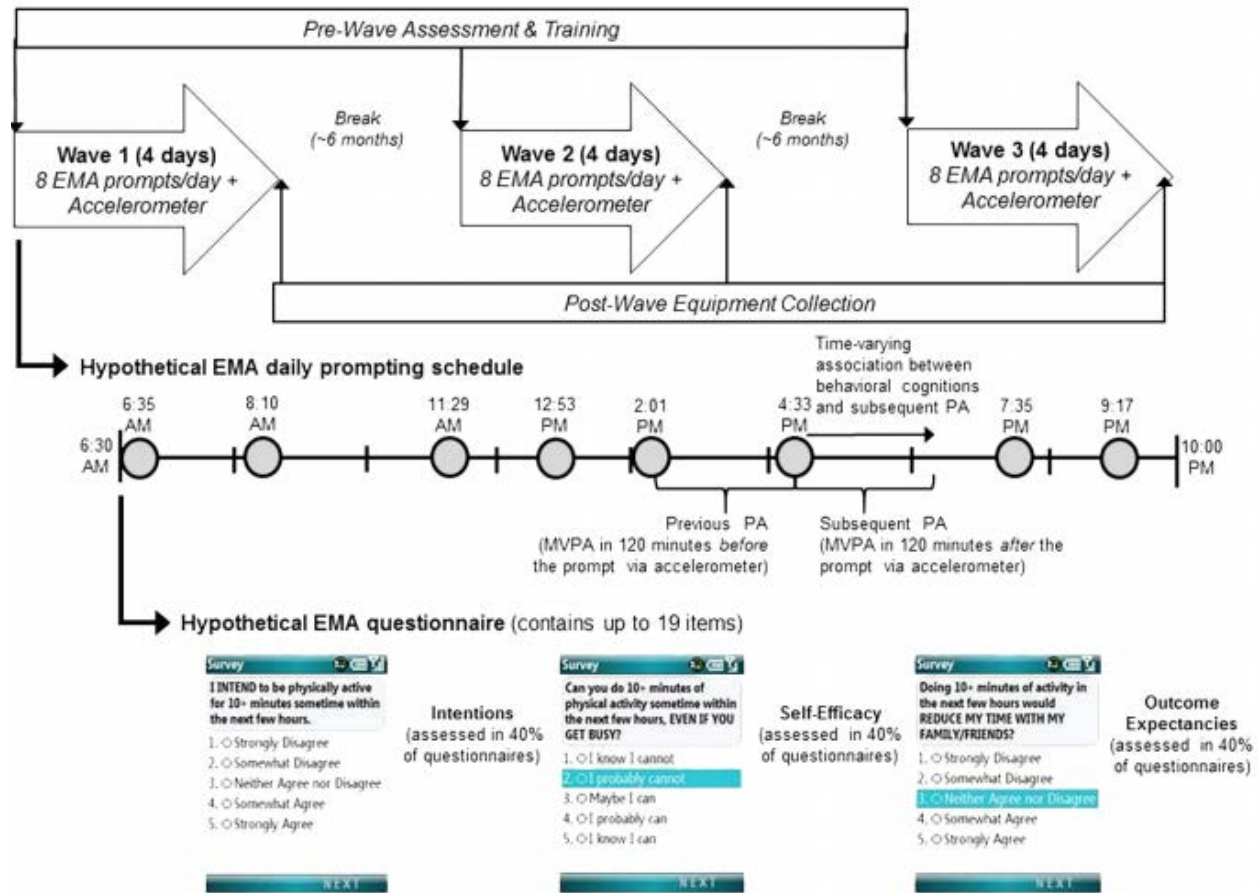 Pre-Wave Assessment & Training
Wave 1 (4 days)
8 EMA prompts/day +
Accelerometer
Break
(~6 months)
Wave 2 (4 days)
8 EMA prompts/day +
Accelerometer
Break
(~6 months)
Wave 3 (4 days)
8 EMA prompts/day +
Accelerometer
Post-Wave Equipment Collection
Hypothetical EMA daily prompting schedule
Time-varying
association between
behavioral cognitions
and subsequent PA
6:30
AM
6:35
AM
8:10
AM
11:29
AM
12:53
PM
2:01
PM
4:33
PM
7:35
PM
9:17
PM
10:00
PM
Previous PA
(MVPA in 120 minutes before
the prompt via accelerometer)
Subsequent PA
(MVPA in 120 minutes after the
prompt via accelerometer)
Hypothetical EMA questionnaire (contains up to 19 items)
Survey
I INTEND to be physically active
for 10+ minutes sometime within
the next few hours.
1. Strongly Disagree
2. Somewhat Disagree
3. Neither Agree nor Disagree
4. Somewhat Agree
5. Strongly Agree
NEXT
Intentions
(assessed in 40%
of questionnaires)
Survey
Can you do 10+ minutes of
physical activity sometime within
the next few hours, EVEN IF YOU
GET BUSY?
1. I know I cannot
2. I probably cannot
3. Maybe I can
4. I probably can
5. I know I can
NEXT
Self-Efficacy
(assessed in 40%
of questionnaires)
Survey
Doing 10+ minutes of activity in
the next few hours would
REDUCE MY TIME WITH MY
FAMILY/FRIENDS?
1. Strongly Disagree
2. Somewhat Disagree
3. Neither Agree nor Disagree
4. Somewhat Agree
5. Strongly Agree
NEXT
Outcome
Expectancies
(assessed in 40%
of questionnaires)